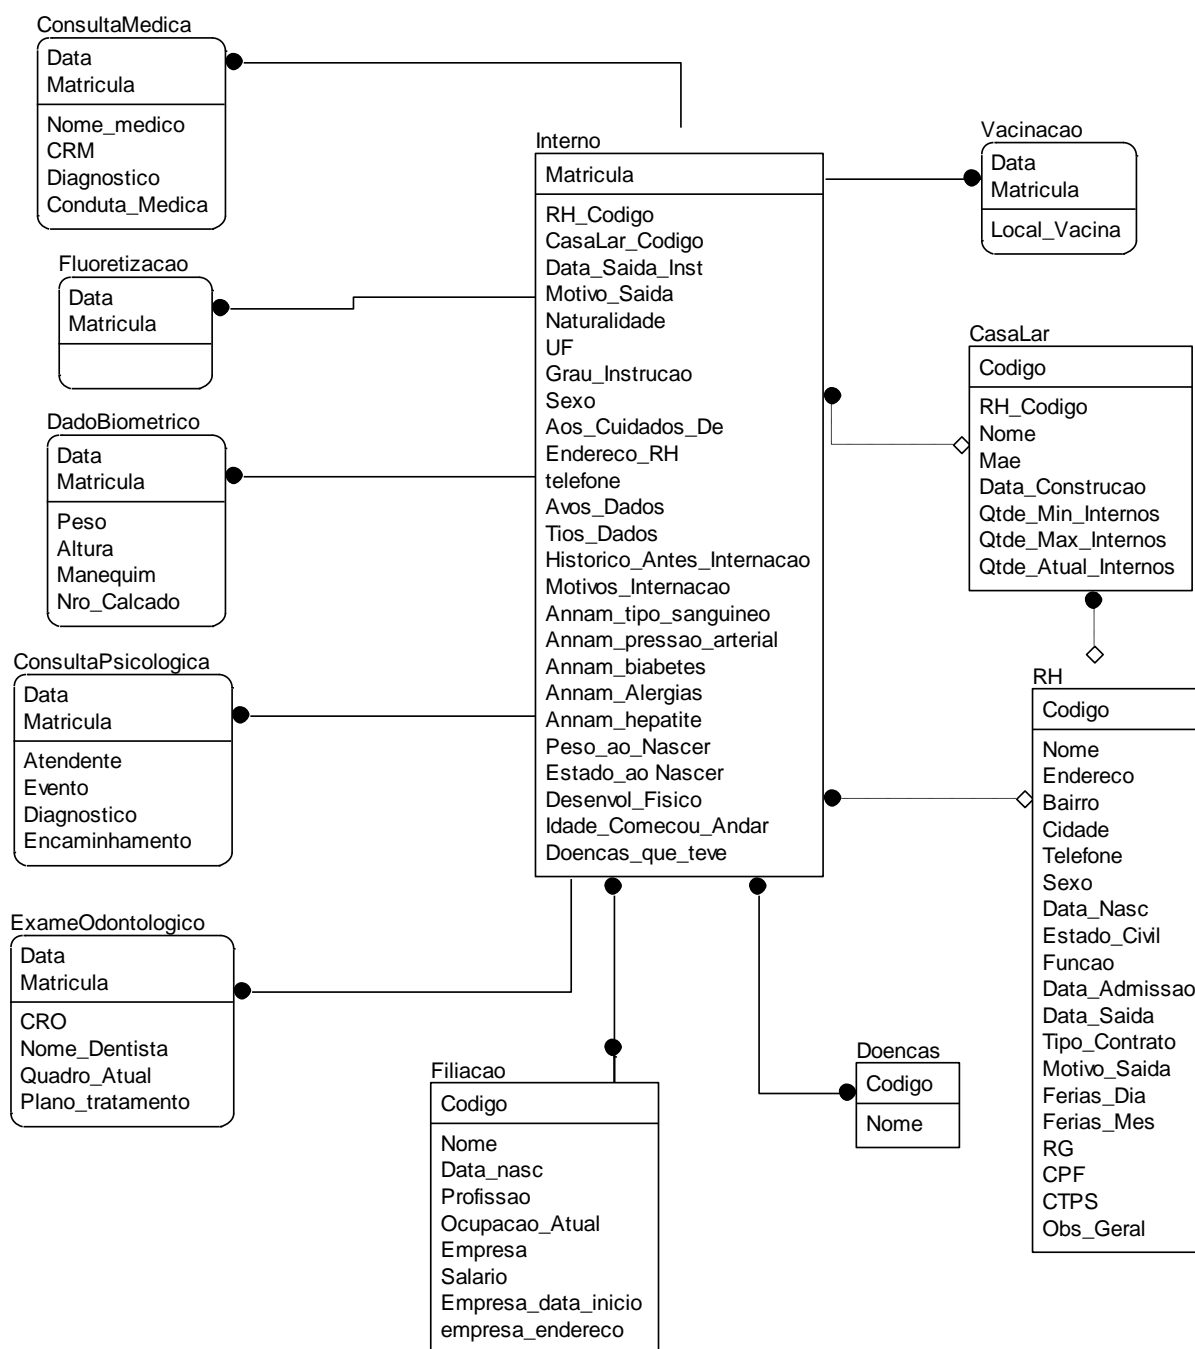 ConsultaMedica
Data
Matricula
Nome_medico
CRM
Diagnostico
Conduta_Medica
Fluoretizacao
Data
Matricula
DadoBiometrico
Data
Matricula
Peso
Altura
Manequim
Nro_Calcado
ConsultaPsicologica
Data
Matricula
Atendente
Evento
Diagnostico
Encaminhamento
ExameOdontologico
Data
Matricula
CRO
Nome_Dentista
Quadro_Atual
Plano_tratamento
Interno
Matricula
RH_Codigo
CasaLar_Codigo
Data_Saida_Inst
Motivo_Saida
Naturalidade
UF
Grau_Instrucao
Sexo
Aos_Cuidados_De
Endereco_RH
telefone
Avos_Dados
Tios_Dados
Historico_Antes_Internacao
Motivos_Internacao
Annam_tipo_sanguineo
Annam_pressao_arterial
Annam_biabetes
Annam_Alergias
Annam_hepatite
Peso_ao_Nascer
Estado_ao Nascer
Desenvol_Fisico
Idade_Comecou_Andar
Doencas_que_teve
Filiacao
Codigo
Nome
Data_nasc
Profissao
Ocupacao_Atual
Empresa
Salario
Empresa_data_inicio
empresa_endereco
Doencas
Codigo
Nome
Vacinacao
Data
Matricula
Local_Vacina
CasaLar
Codigo
RH_Codigo
Nome
Mae
Data_Construcao
Qtde_Min_Internos
Qtde_Max_Internos
Qtde_Atual_Internos
RH
Codigo
Nome
Endereco
Bairro
Cidade
Telefone
Sexo
Data_Nasc
Estado_Civil
Funcao
Data_Admissao
Data_Saida
Tipo_Contrato
Motivo_Saida
Ferias_Dia
Ferias_Mes
RG
CPF
CTPS
Obs_Geral